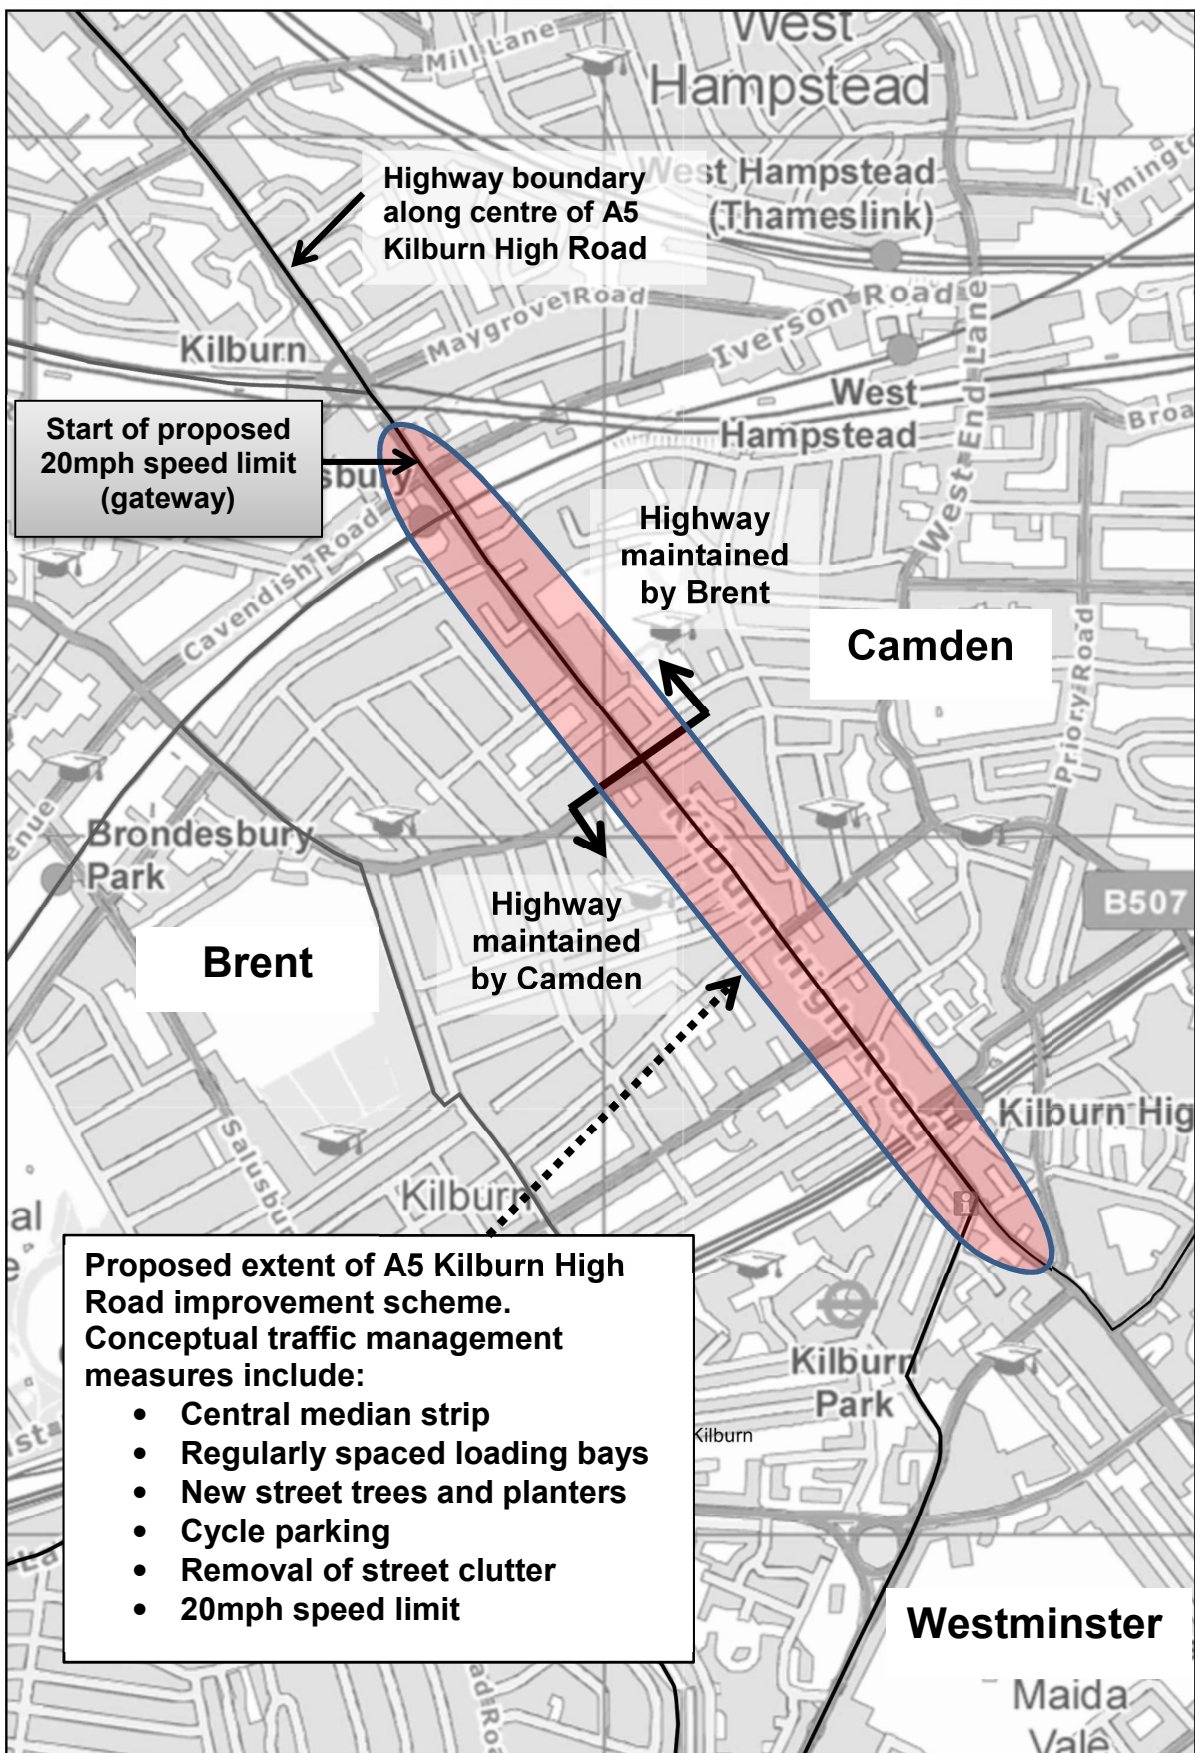 West
Hampstead
Mill Lane
Highway boundary
along centre of A5
Kilburn High Road
West Hampstead
(Thameslink)
Maygrove Road
Iverson Road
Kilburn
West
Hampstead
West End Lane
Start of proposed
20mph speed limit
(gateway)
sbury
Cavendish Road
Highway
maintained
by Brent
Camden
Priory Road
Brondesbury
Park
Brent
Highway
maintained
by Camden
Kilburn High Road
B507
Kilburn Hig
Kilburn
al
Proposed extent of A5 Kilburn High
Road improvement scheme.
Conceptual traffic management
measures include:
• Central median strip
• Regularly spaced loading bays
• New street trees and planters
• Cycle parking
• Removal of street clutter
• 20mph speed limit
Kilburn
Park
Kilburn
Westminster
Maida
Vale